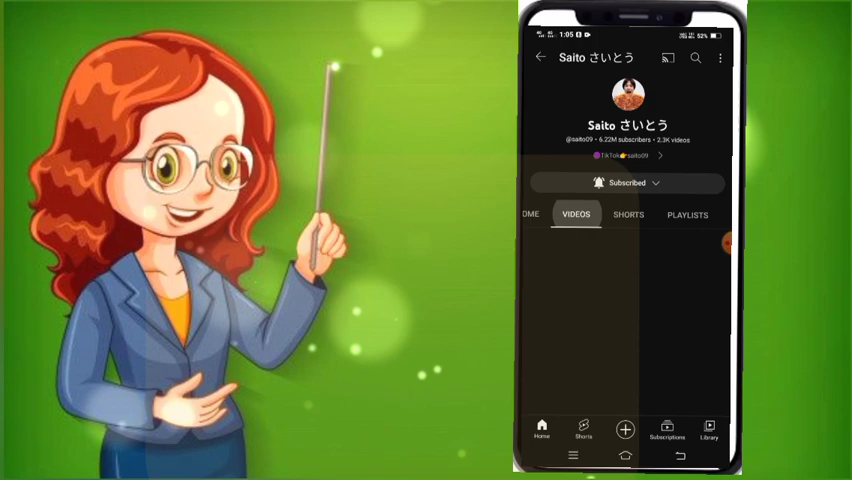 1:05 52%
Saito さいとう
Saito さいとう
@saito09 • 6.22M subscribers • 2.3K videos
TikTok👉saito09
Subscribed
OME VIDEOS SHORTS PLAYLISTS
Home Shorts Subscriptions Library